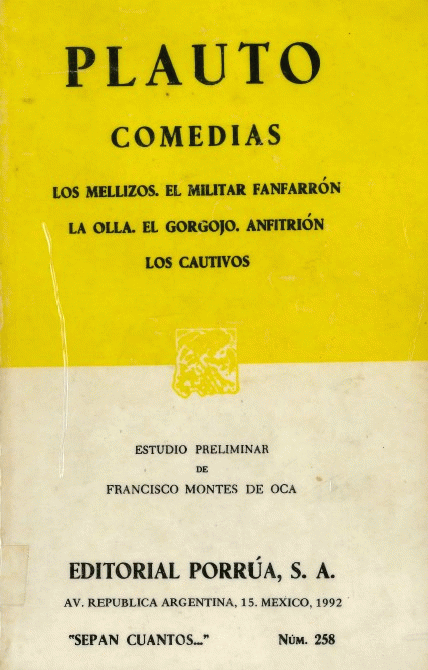 PLAUTO
COMEDIAS
LOS MELLIZOS. EL MILITAR FANFARRÓN
LA OLLA. EL GORGOJO. ANFITRIÓN
LOS CAUTIVOS
ESTUDIO PRELIMINAR
DE
FRANCISCO MONTES DE OCA
EDITORIAL PORRÚA, S. A.
AV. REPUBLICA ARGENTINA, 15. MEXICO, 1992
"SEPAN CUANTOS..." NÚM. 258